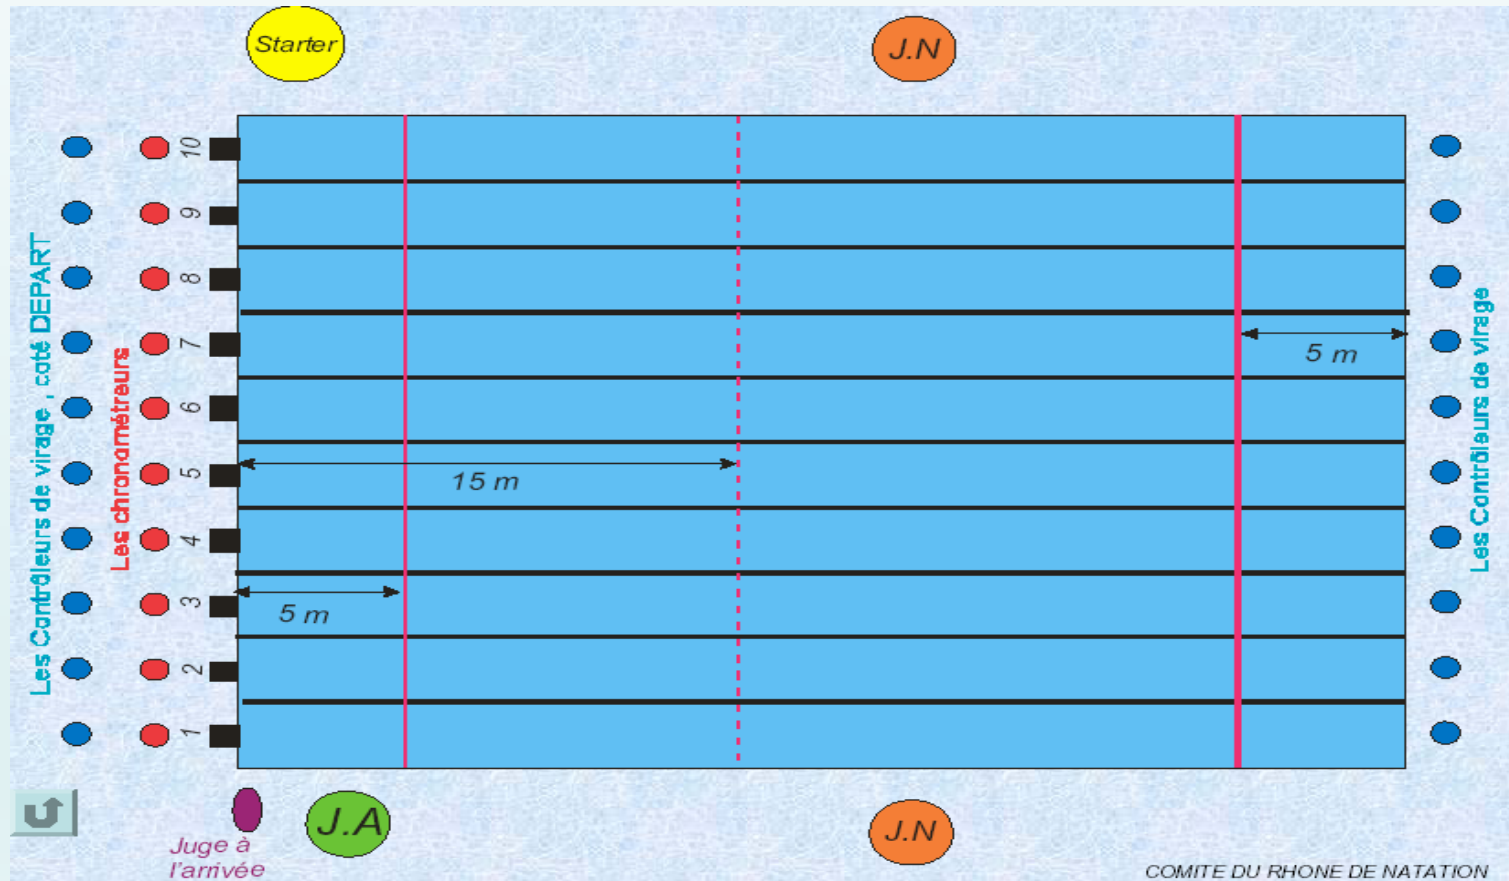 Starter
J.N
10
9
8
7
6
5
4
3
2
1
Les Contrôleurs de virage , coté DEPART
Les chronométreurs
5 m
15 m
5 m
Les Contrôleurs de virage
Juge à
l'arrivée
J.A
J.N
COMITE DU RHONE DE NATATION